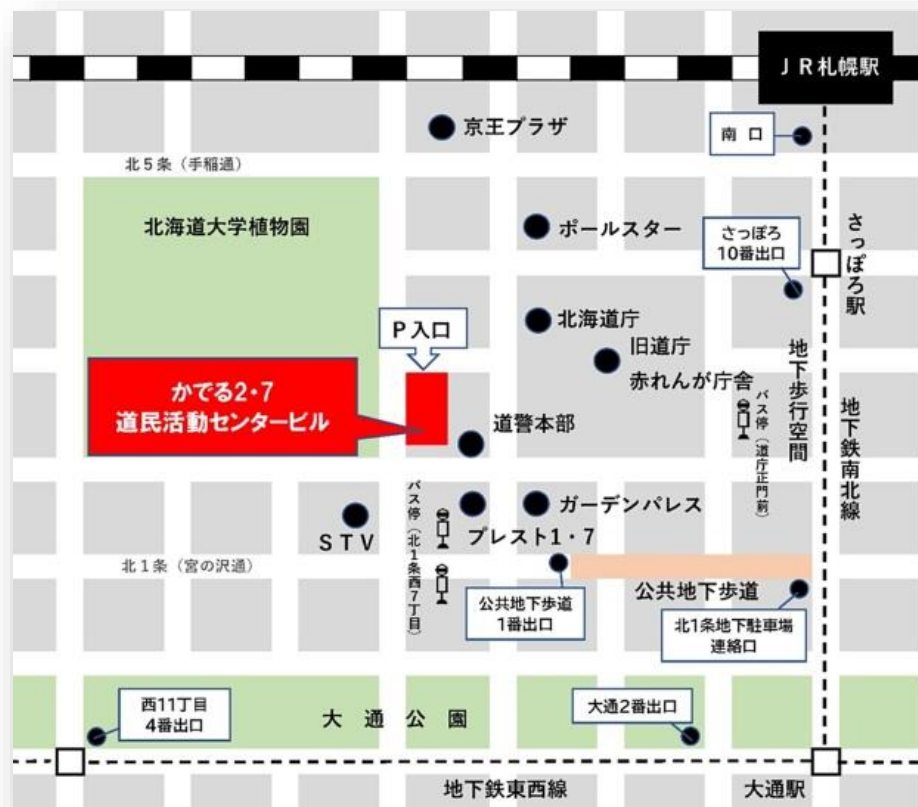 JR札幌駅
京王プラザ
南口
北5条（手稲通）
北海道大学植物園
ポールスター
さっぽろ
10番出口
さっぽろ駅
P入口
北海道庁
旧道庁
赤れんが庁舎
地下歩行空間
かでる2・7
道民活動センタービル
道警本部
バス停（道庁正門前）
地下鉄南北線
STV
バス停（北1条西7丁目）
プレスト1・7
ガーデンパレス
北1条（宮の沢通）
公共地下歩道
1番出口
公共地下歩道
北1条地下駐車場
連絡口
西11丁目
4番出口
大通公園
大通2番出口
地下鉄東西線
大通駅